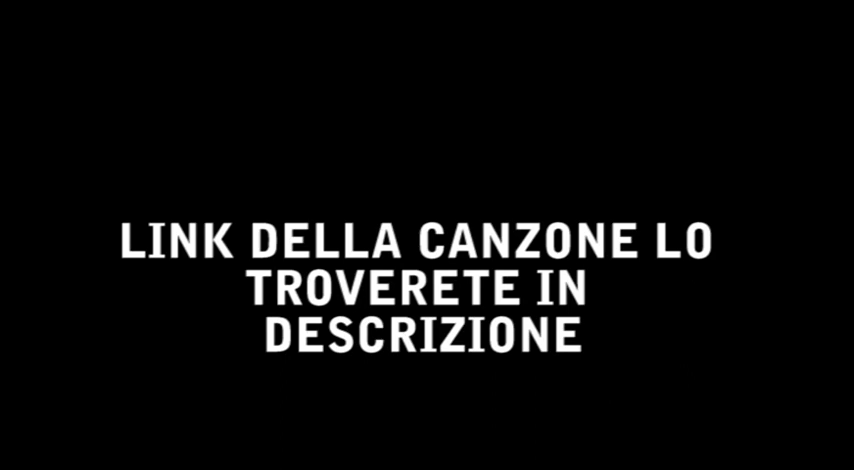 LINK DELLA CANZONE LO
TROVERETE IN
DESCRIZIONE